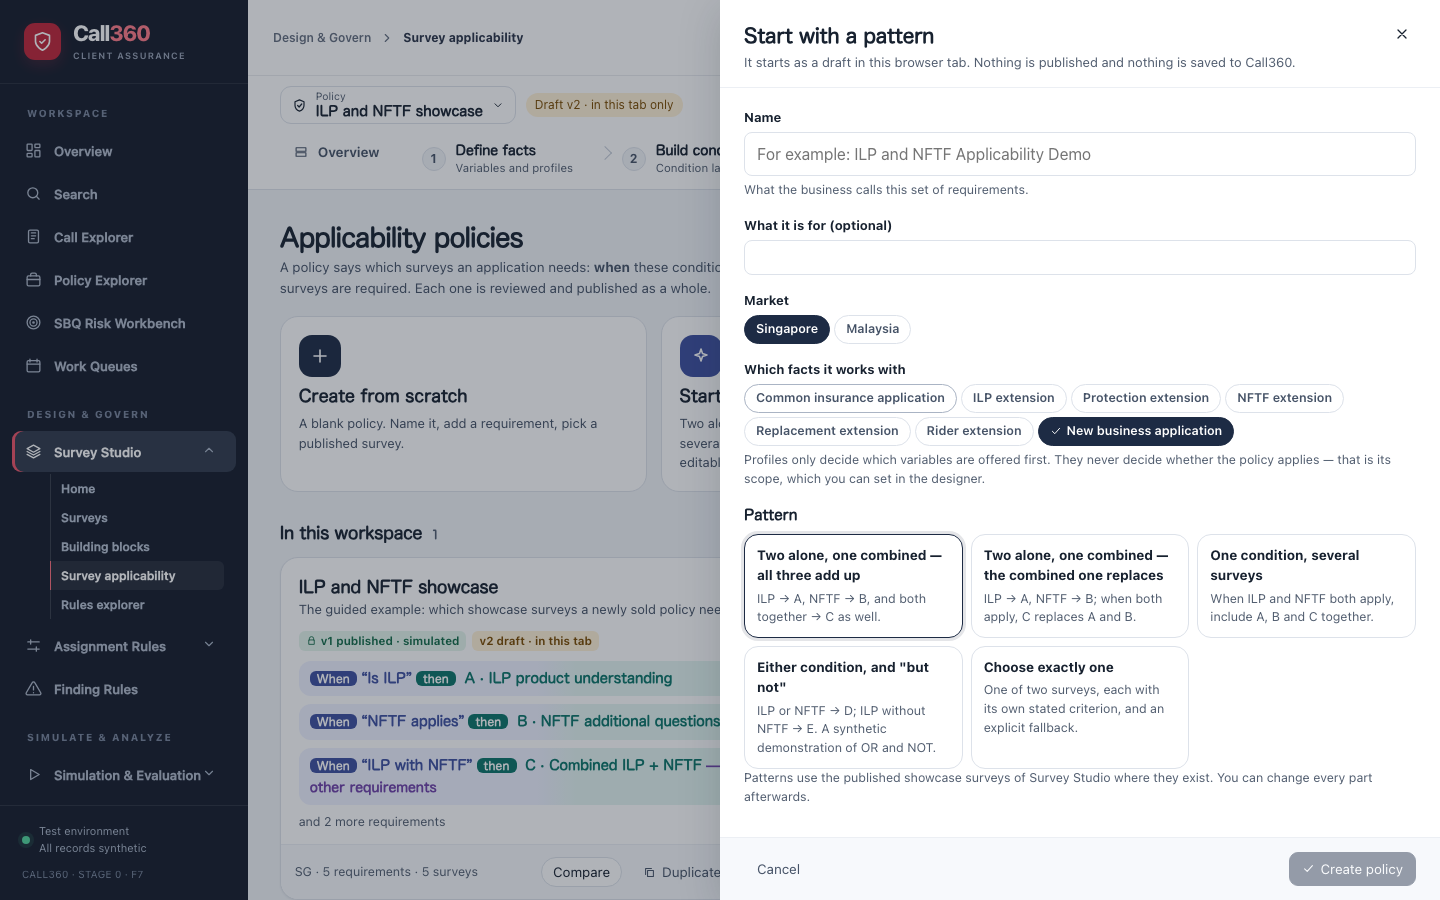 Call360
CLIENT ASSURANCE
WORKSPACE
Overview
Search
Call Explorer
Policy Explorer
SBQ Risk Workbench
Work Queues
DESIGN & GOVERN
Survey Studio
Home
Surveys
Building blocks
Survey applicability
Rules explorer
Assignment Rules
Finding Rules
SIMULATE & ANALYZE
Simulation & Evaluation
Test environment
All records synthetic
CALL360 · STAGE 0 · F7
Design & Govern > Survey applicability
Policy
ILP and NFTF showcase
Draft v2 · in this tab only
Overview
1 Define facts
Variables and profiles
2 Build conc
Condition la
Applicability policies
A policy says which surveys an application needs: when these conditio
surveys are required. Each one is reviewed and published as a whole.
Create from scratch
A blank policy. Name it, add a requirement, pick a
published survey.
Start
Two al
severa
editabl
In this workspace 1
ILP and NFTF showcase
The guided example: which showcase surveys a newly sold policy nee
v1 published · simulated
v2 draft · in this tab
When “Is ILP” then A · ILP product understanding
When “NFTF applies” then B · NFTF additional questions
When “ILP with NFTF” then C · Combined ILP + NFTF —
other requirements
and 2 more requirements
SG · 5 requirements · 5 surveys
Compare
Duplicate
Start with a pattern
It starts as a draft in this browser tab. Nothing is published and nothing is saved to Call360.
Name
For example: ILP and NFTF Applicability Demo
What the business calls this set of requirements.
What it is for (optional)
Market
Singapore
Malaysia
Which facts it works with
Common insurance application
ILP extension
Protection extension
NFTF extension
Replacement extension
Rider extension
✓ New business application
Profiles only decide which variables are offered first. They never decide whether the policy applies — that is its
scope, which you can set in the designer.
Pattern
Two alone, one combined —
all three add up
ILP → A, NFTF → B, and both
together → C as well.
Two alone, one combined —
the combined one replaces
ILP → A, NFTF → B; when both
apply, C replaces A and B.
One condition, several
surveys
When ILP and NFTF both apply,
include A, B and C together.
Either condition, and "but
not"
ILP or NFTF → D; ILP without
NFTF → E. A synthetic
demonstration of OR and NOT.
Choose exactly one
One of two surveys, each with
its own stated criterion, and an
explicit fallback.
Patterns use the published showcase surveys of Survey Studio where they exist. You can change every part
afterwards.
Cancel
✓ Create policy